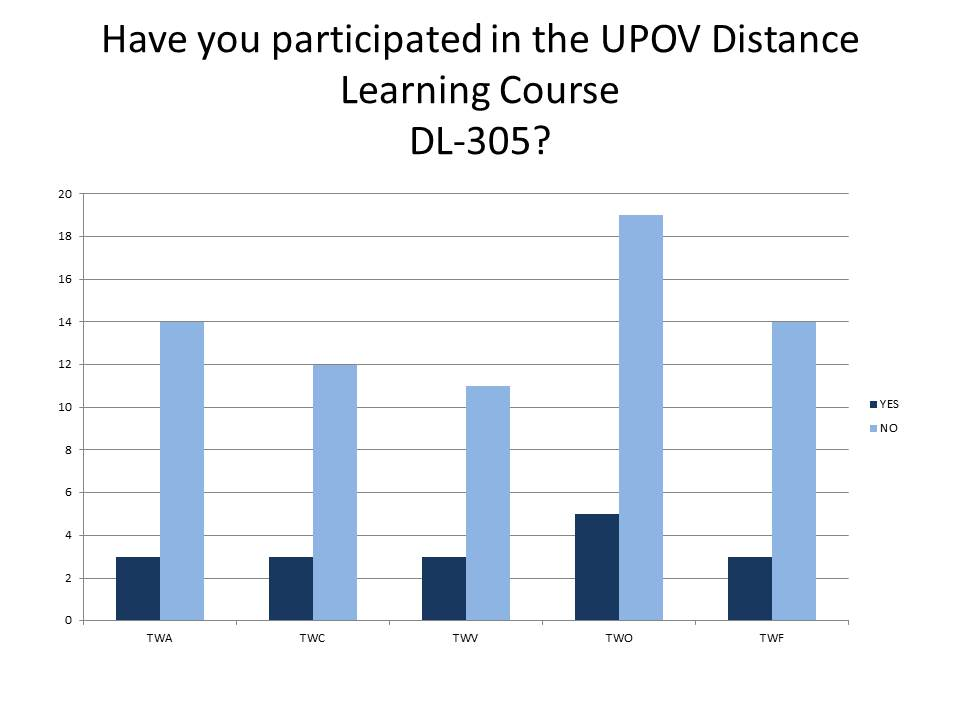 Have you participated in the UPOV Distance
Learning Course
DL-305?
20
18
16
14
12
10
8
6
4
2
0
TWA TWC TWV TWO TWF
YES
NO